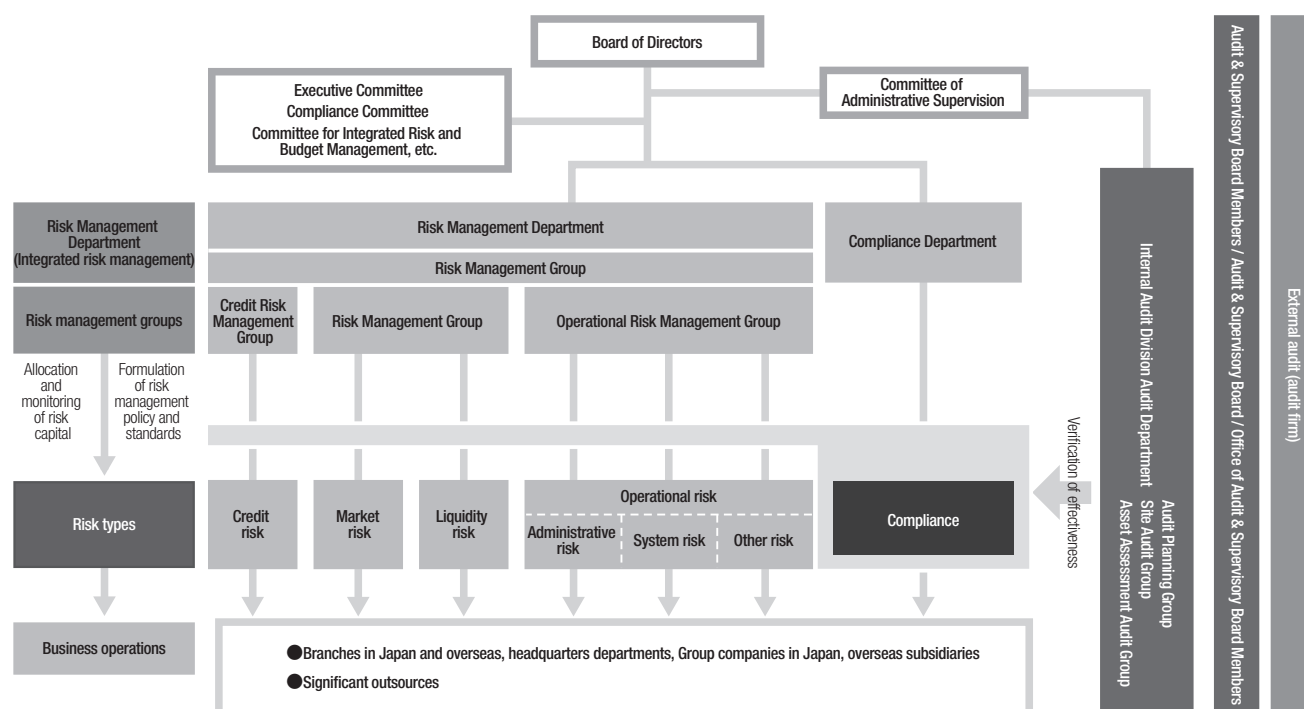 Board of Directors
Executive Committee
Compliance Committee
Committee for Integrated Risk and
Budget Management, etc.
Committee of
Administrative Supervision
Risk Management
Department
(Integrated risk management)
Risk Management Department
Compliance Department
Risk Management Group
Risk management groups
Credit Risk
Management
Group
Risk Management Group
Operational Risk Management Group
Allocation
and
monitoring
of risk
capital
Formulation
of risk
management
policy and
standards
Risk types
Credit
risk
Market
risk
Liquidity
risk
Operational risk
Administrative
risk
System risk
Other risk
Compliance
Verification of effectiveness
Business operations
●Branches in Japan and overseas, headquarters departments, Group companies in Japan, overseas subsidiaries
●Significant outsources
Internal Audit Division Audit Department
Audit Planning Group
Site Audit Group
Asset Assessment Audit Group
Audit & Supervisory Board Members / Audit & Supervisory Board / Office of Audit & Supervisory Board Members
External audit (audit firm)